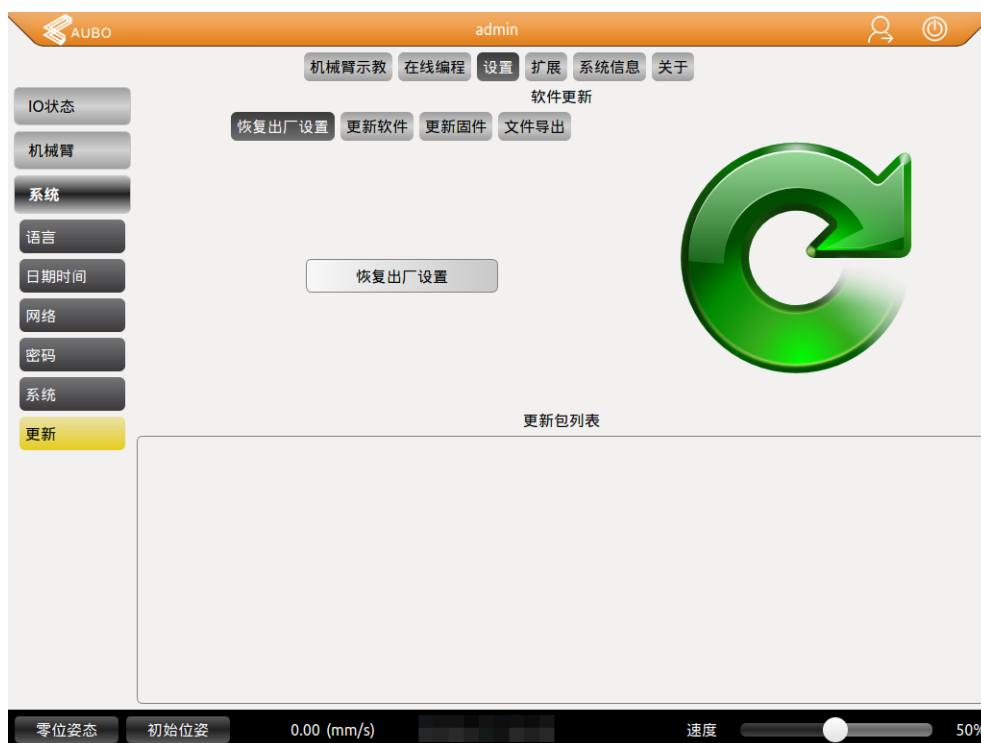 AUBO admin
机械臂示教 在线编程 设置 扩展 系统信息 关于
软件更新
恢复出厂设置 更新软件 更新固件 文件导出
IO状态
机械臂
系统
语言
日期时间
网络
密码
系统
更新
恢复出厂设置
更新包列表
零位姿态 初始位姿 0.00 (mm/s) 速度 50%